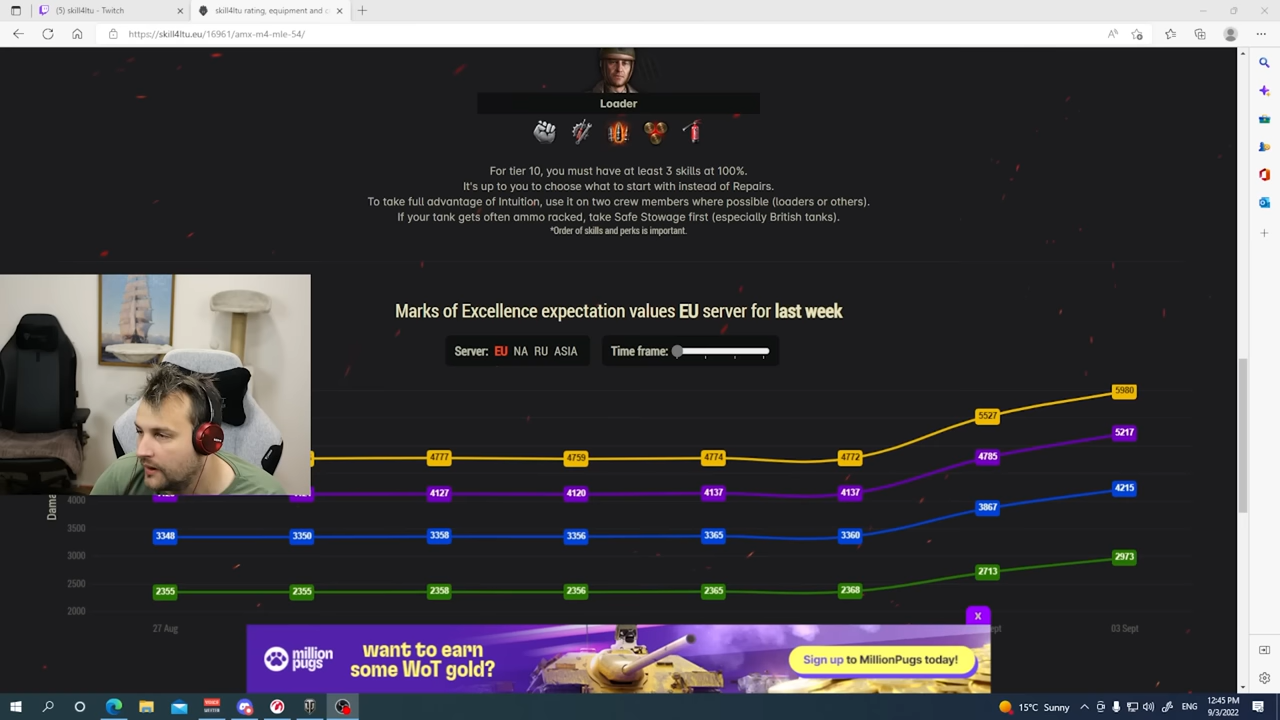 (5) skill4ltu - Twitch
skill4ltu rating, equipment and c
https://skill4ltu.eu/16961/amx-m4-mle-54/
Loader
For tier 10, you must have at least 3 skills at 100%.
It's up to you to choose what to start with instead of Repairs.
To take full advantage of Intuition, use it on two crew members where possible (loaders or others).
If your tank gets often ammo racked, take Safe Stowage first (especially British tanks).
*Order of skills and perks is important.
Marks of Excellence expectation values EU server for last week
Server: EU NA RU ASIA
Time frame:
5980
5527
5217
4777 4759 4774 4772 4785
4127 4120 4137 4137 4215
Dama
4000
3867
3500
3348 3350 3358 3356 3365 3360
3000
2973
2713
2500
2355 2355 2358 2356 2365 2368
2000
27 Aug
ept
03 Sept
X
million
pugs
want to earn
some WoT gold?
Sign up to MillionPugs today!
15°C Sunny
ENG
12:45 PM
9/3/2022